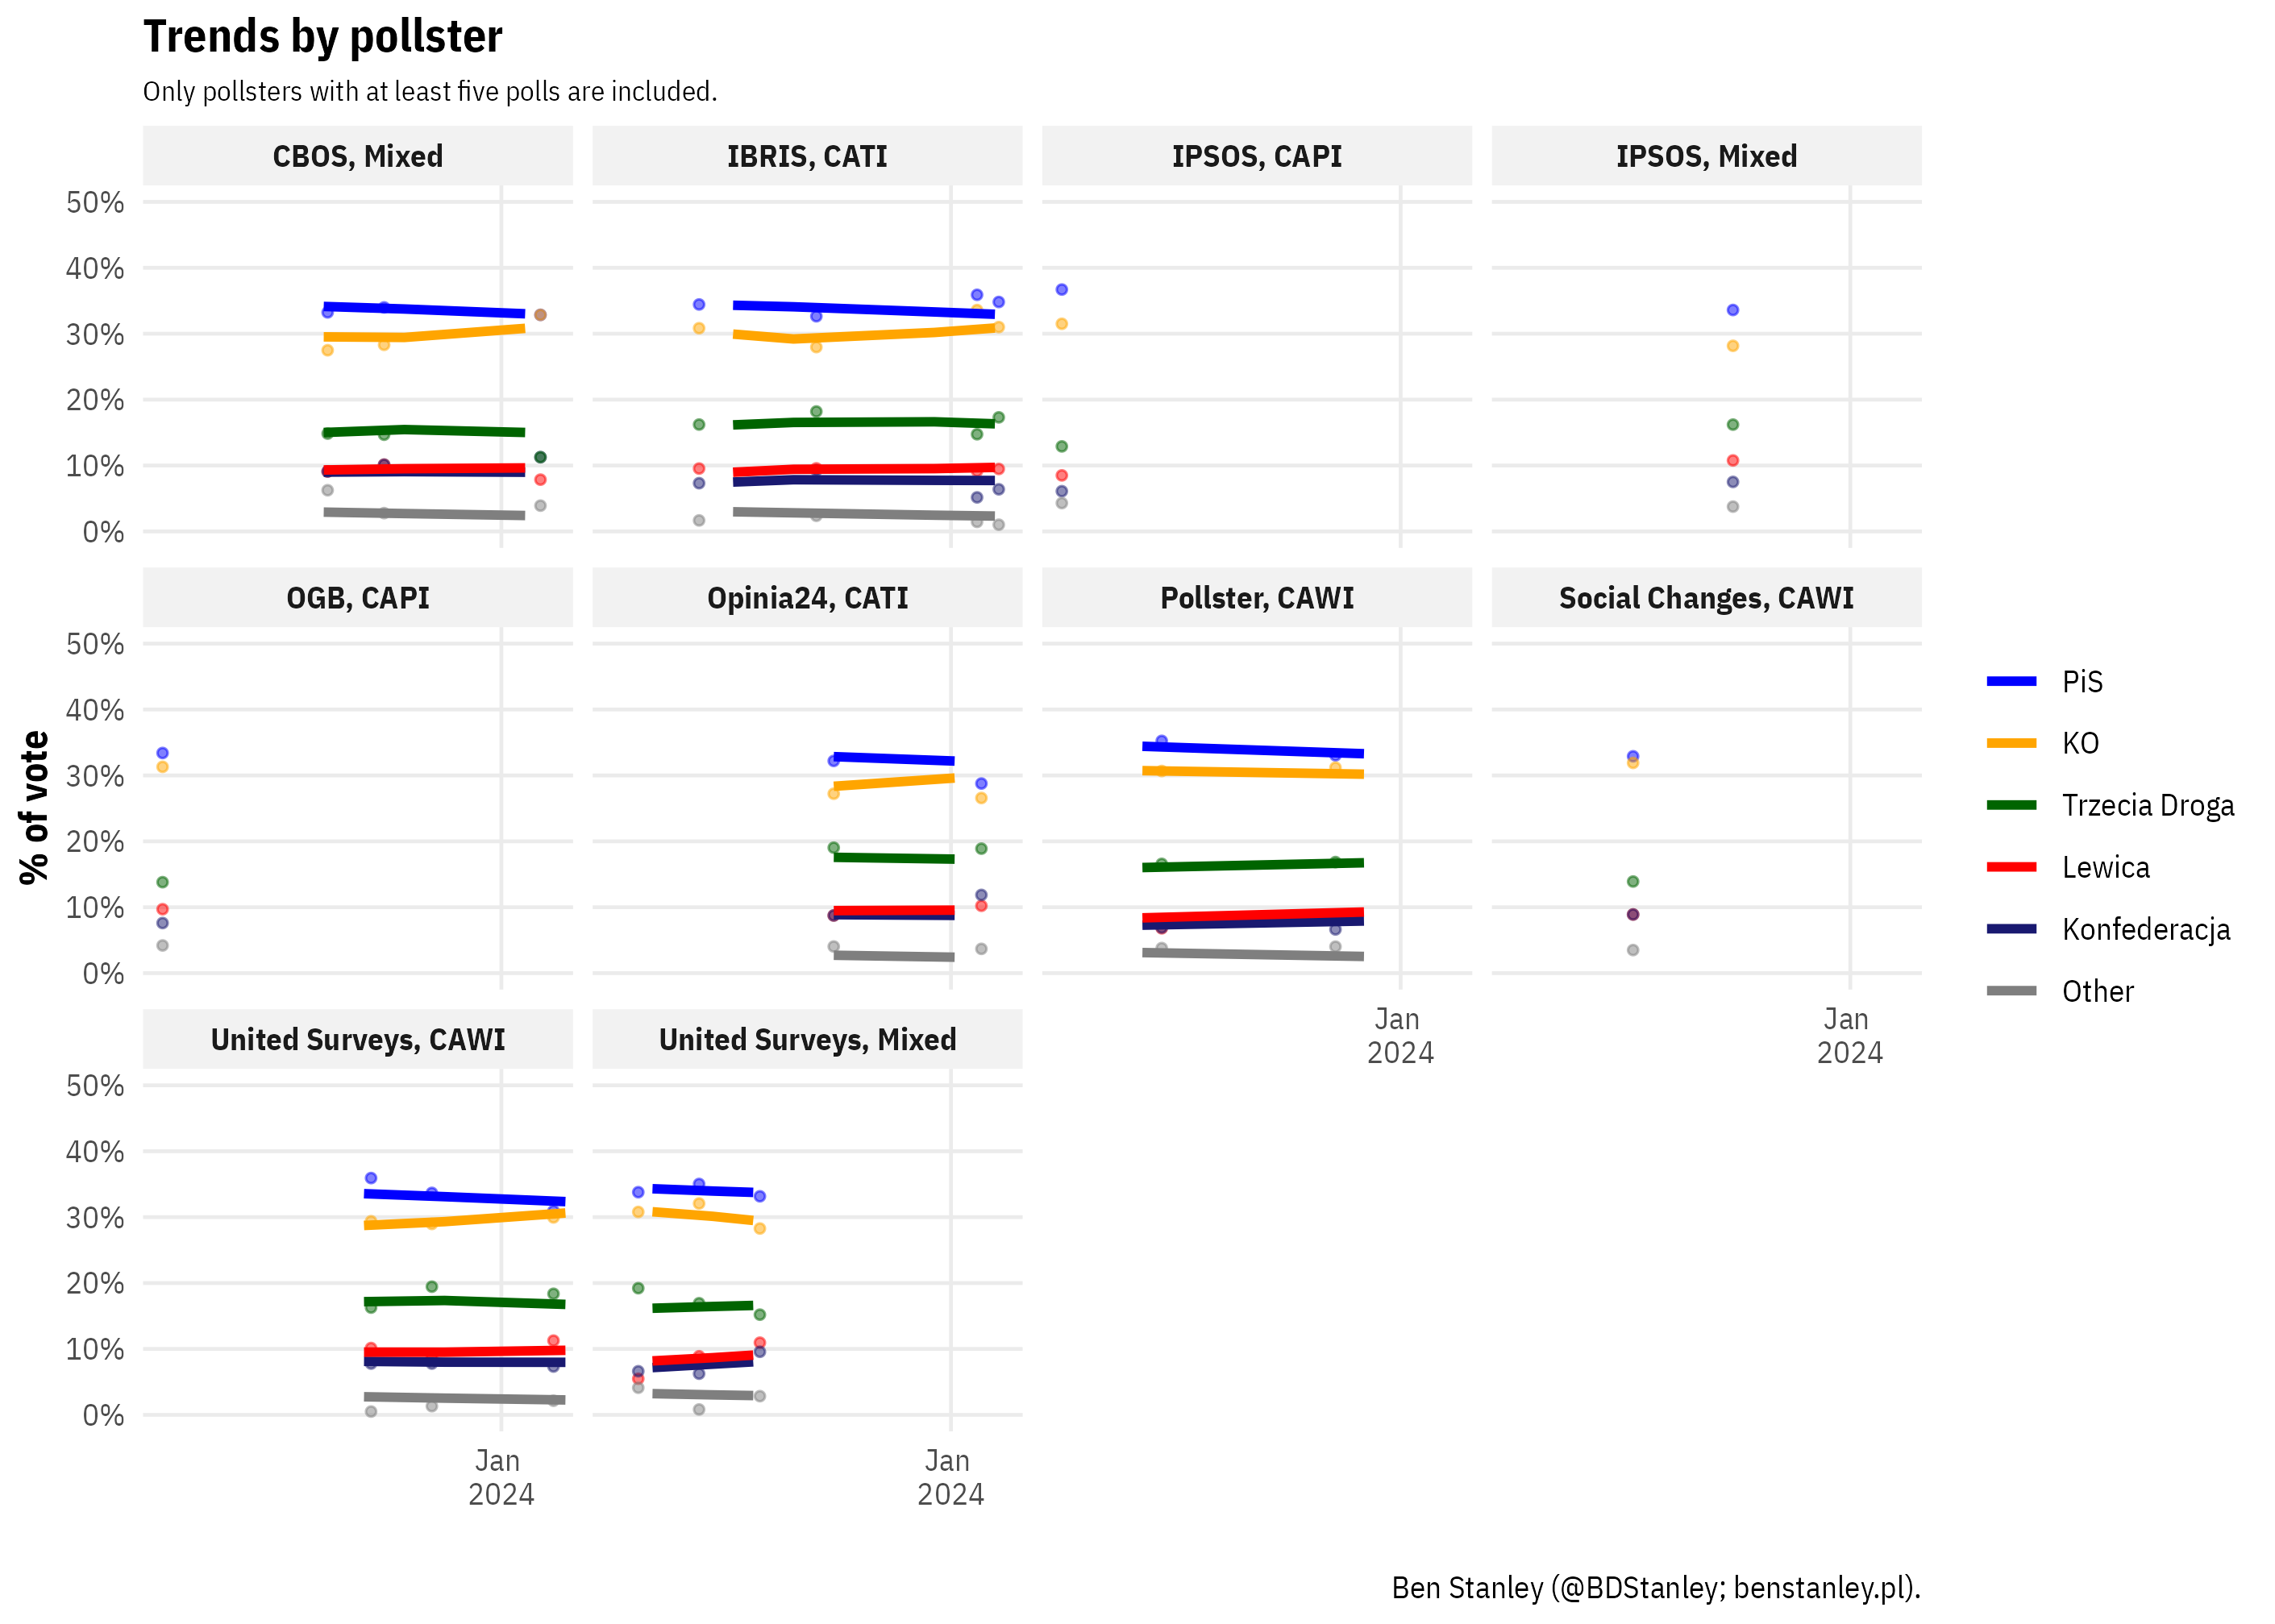 Trends by pollster
Only pollsters with at least five polls are included.
CBOS, Mixed
IBRIS, CATI
IPSOS, CAPI
IPSOS, Mixed
50%
40%
30%
20%
10%
0%
OGB, CAPI
Opinia24, CATI
Pollster, CAWI
Social Changes, CAWI
50%
40%
30%
20%
10%
0%
Jan
2024
Jan
2024
United Surveys, CAWI
United Surveys, Mixed
50%
40%
30%
20%
10%
0%
Jan
2024
Jan
2024
% of vote
PiS
KO
Trzecia Droga
Lewica
Konfederacja
Other
Ben Stanley (@BDStanley; benstanley.pl).